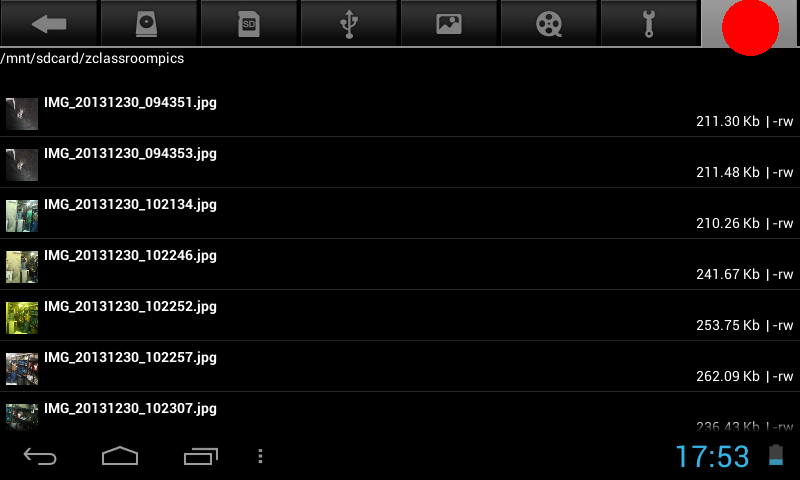 SD
/mnt/sdcard/zclassroompics
IMG_20131230_094351.jpg
211.30 Kb | -rw
IMG_20131230_094353.jpg
211.48 Kb | -rw
IMG_20131230_102134.jpg
210.26 Kb | -rw
IMG_20131230_102246.jpg
241.67 Kb | -rw
IMG_20131230_102252.jpg
253.75 Kb | -rw
IMG_20131230_102257.jpg
262.09 Kb | -rw
IMG_20131230_102307.jpg
236.43 Kb | -rw
17:53